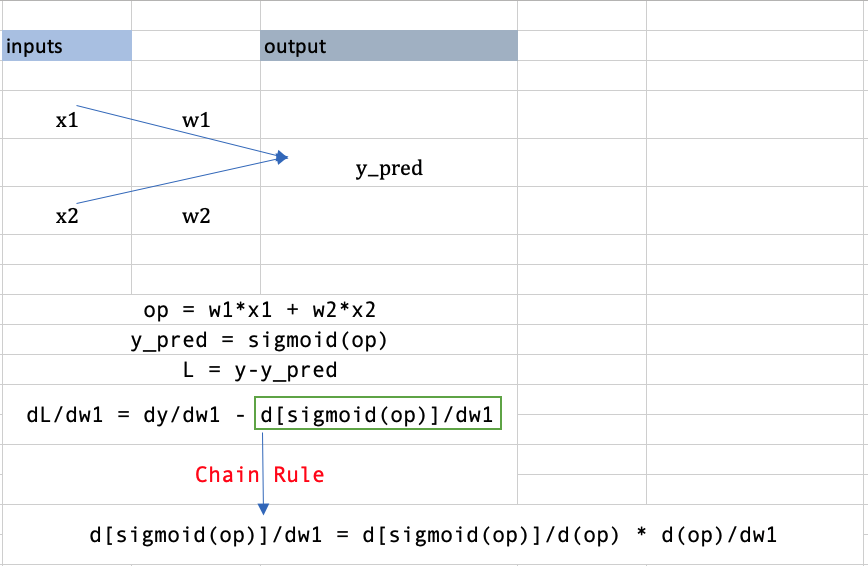 inputs output
x1 w1
y_pred
x2 w2
op = w1*x1 + w2*x2
y_pred = sigmoid(op)
L = y-y_pred
dL/dw1 = dy/dw1 - d[sigmoid(op)]/dw1
Chain Rule
d[sigmoid(op)]/dw1 = d[sigmoid(op)]/d(op) * d(op)/dw1